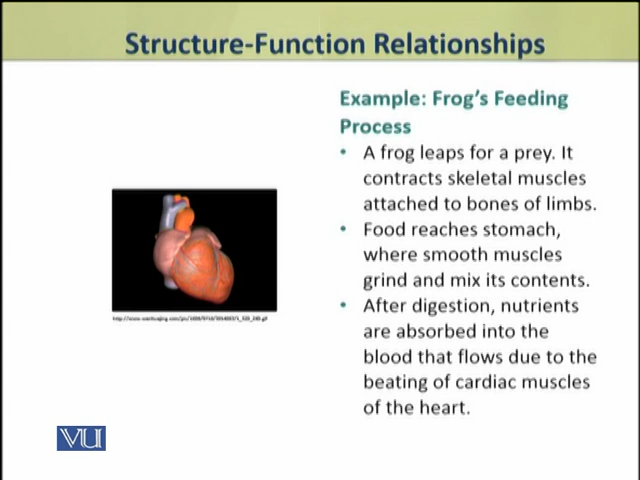 Structure-Function Relationships
Example: Frog's Feeding
Process
• A frog leaps for a prey. It
contracts skeletal muscles
attached to bones of limbs.
• Food reaches stomach,
where smooth muscles
grind and mix its contents.
• After digestion, nutrients
are absorbed into the
blood that flows due to the
beating of cardiac muscles
of the heart.
VU